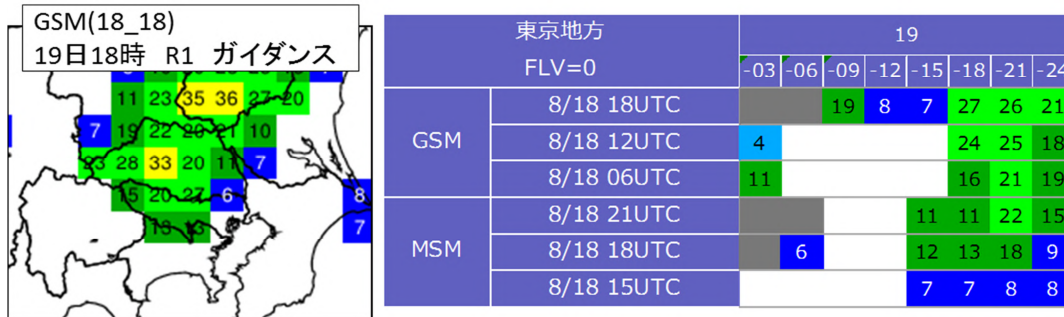 GSM(18_18)
19日18時 R1 ガイダンス
11 23 35 36 27 20
7 19 22 20 21 10
23 28 33 20 11 7
15 20 27 6 8
13 13 7
東京地方 19
FLV=0 -03 -06 -09 -12 -15 -18 -21 -24
GSM
8/18 18UTC 19 8 7 27 26 21
8/18 12UTC 4 24 25 18
8/18 06UTC 11 16 21 19
MSM
8/18 21UTC 11 11 22 15
8/18 18UTC 6 12 13 18 9
8/18 15UTC 7 7 8 8